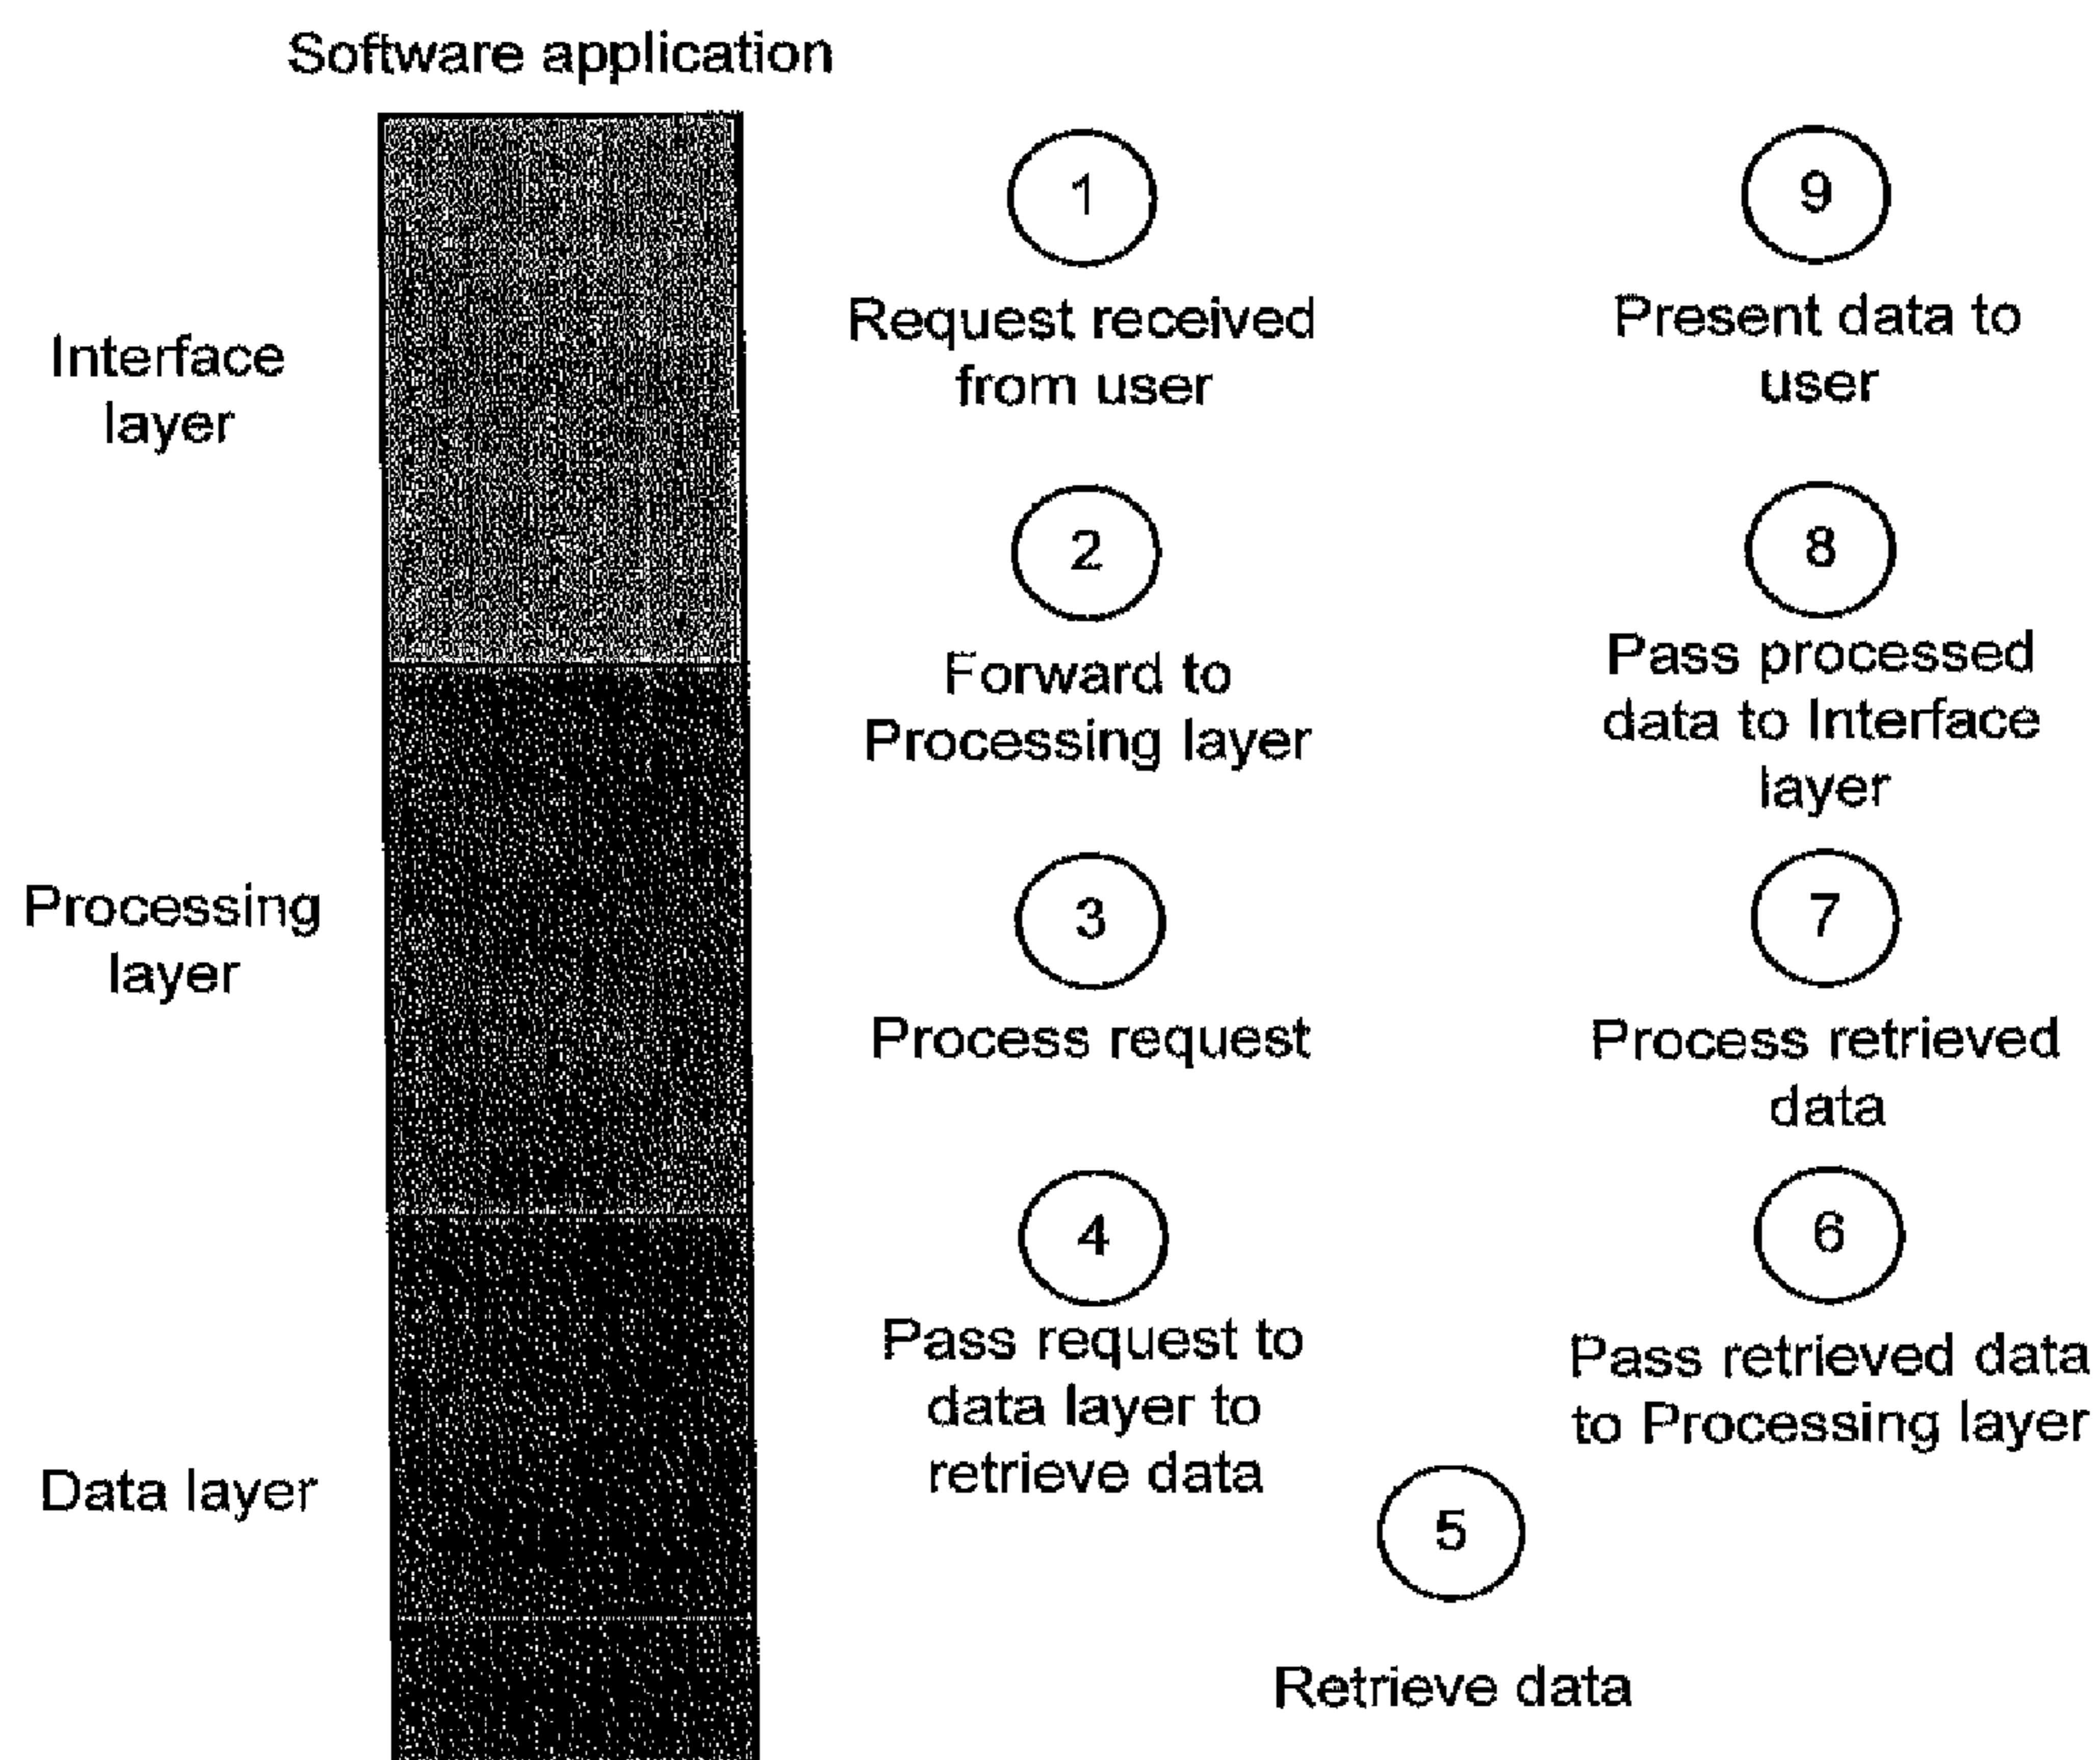 Software application
Interface
layer
Processing
layer
Data layer
1
Request received
from user
2
Forward to
Processing layer
3
Process request
4
Pass request to
data layer to
retrieve data
5
Retrieve data
6
Pass retrieved data
to Processing layer
7
Process retrieved
data
8
Pass processed
data to Interface
layer
9
Present data to
user